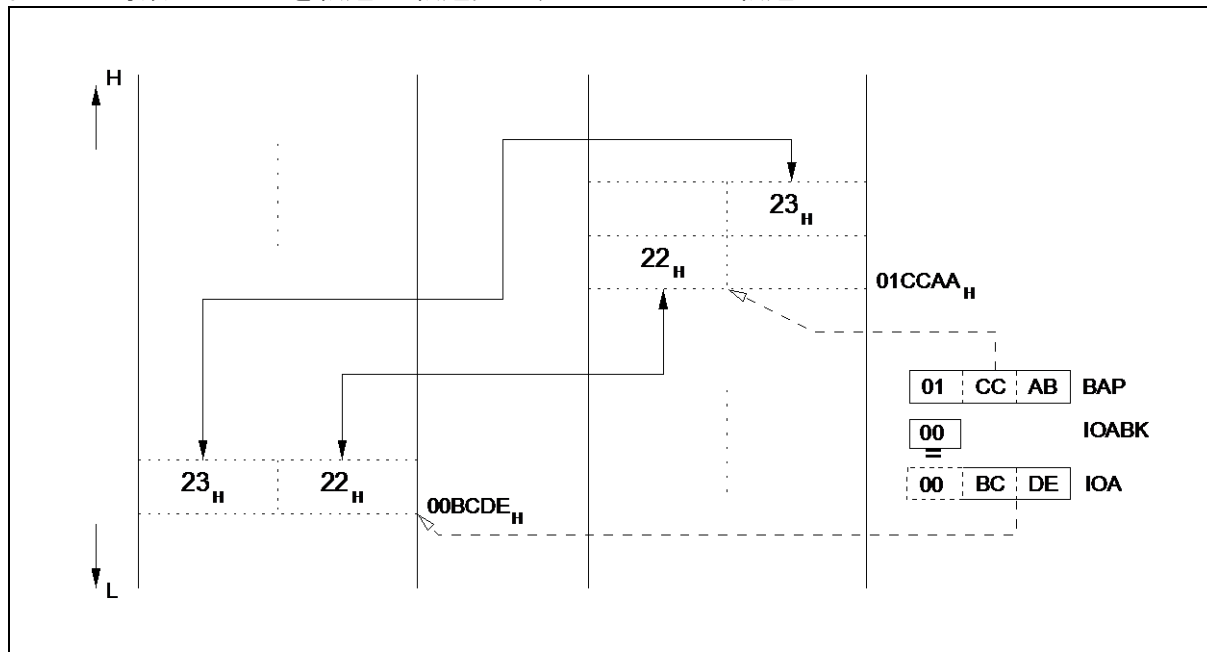 H
23H
22H
01CCAAH
01 CC AB BAP
00 IOABK
=
23H 22H
00BCDEH
00 BC DE IOA
L